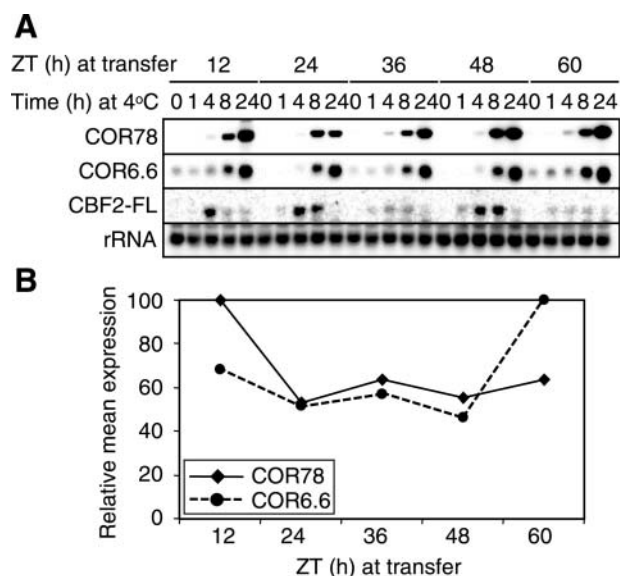 A
ZT (h) at transfer 12 24 36 48 60
Time (h) at 4°C 0 1 4 8 24 0 1 4 8 24 0 1 4 8 24 0 1 4 8 24 0 1 4 8 24
COR78
COR6.6
CBF2-FL
rRNA
B
Relative mean expression
100
80
60
40
20
0
COR78
COR6.6
12 24 36 48 60
ZT (h) at transfer